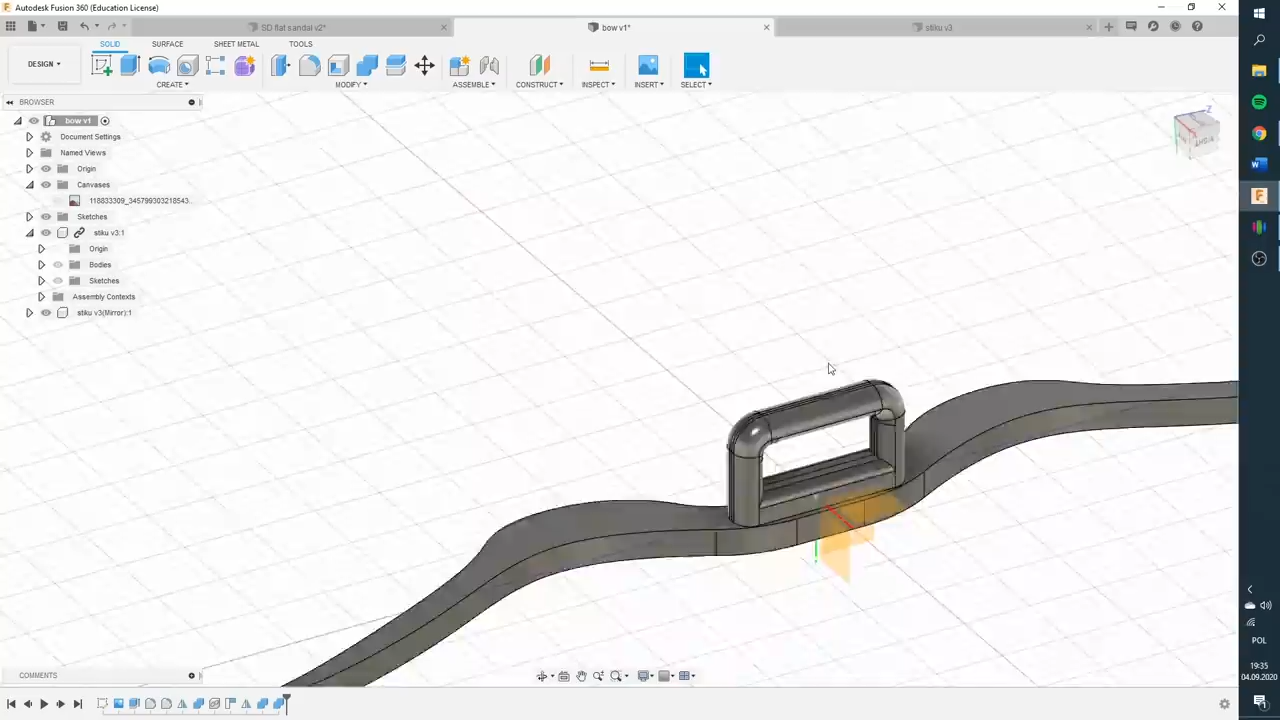 Autodesk Fusion 360 (Education License)
SD flat sandal v2*
bow v1*
stiku v3
DESIGN
SOLID
SURFACE
SHEET METAL
TOOLS
CREATE
MODIFY
ASSEMBLE
CONSTRUCT
INSPECT
INSERT
SELECT
BROWSER
bow v1
Document Settings
Named Views
Origin
Canvases
118833309_345799303218543...
Sketches
stiku v3:1
Origin
Bodies
Sketches
Assembly Contexts
stiku v3(Mirror):1
Z
COMMENTS
POL
19:35
04.09.2020